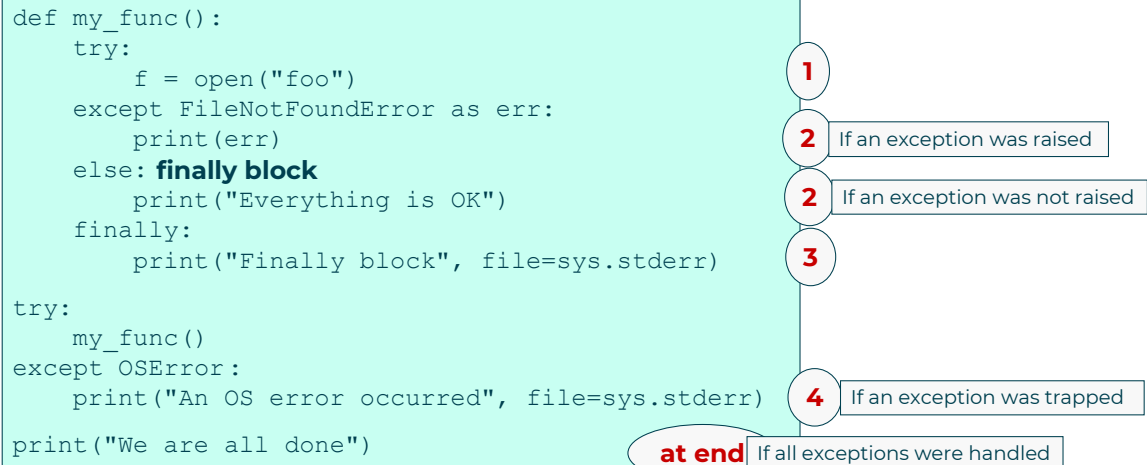 def my_func():
    try:
        f = open("foo")
1
    except FileNotFoundError as err:
        print(err)
2 If an exception was raised
    else: finally block
        print("Everything is OK")
2 If an exception was not raised
    finally:
        print("Finally block", file=sys.stderr)
3
try:
    my_func()
except OSError:
    print("An OS error occurred", file=sys.stderr)
4 If an exception was trapped
print("We are all done")
at end If all exceptions were handled